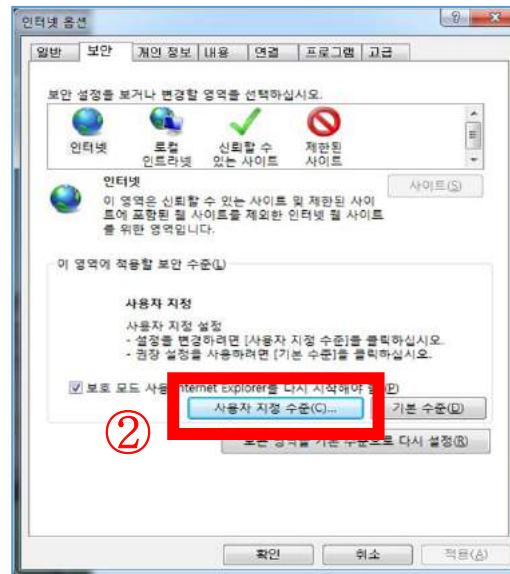 인터넷 옵션
일반 보안 개인 정보 내용 연결 프로그램 고급
보안 설정을 보거나 변경할 영역을 선택하십시오.
인터넷 로컬 인트라넷 신뢰할 수 있는 사이트 제한된 사이트
인터넷
사이트(S)
이 영역은 신뢰할 수 있는 사이트 및 제한된 사이
트에 포함된 웹 사이트를 제외한 인터넷 웹 사이트
를 위한 영역입니다.
이 영역에 적용할 보안 수준(L)
사용자 지정
사용자 지정 설정
- 설정을 변경하려면 [사용자 지정 수준]을 클릭하십시오.
- 권장 설정을 사용하려면 [기본 수준]을 클릭하십시오.
보호 모드 사용(Internet Explorer를 다시 시작해야 (P)
사용자 지정 수준(C)... 기본 수준(D)
②
기본 수준으로 다시 설정(R)
확인 취소 적용(A)